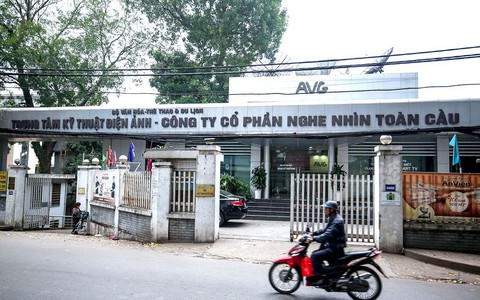 AVG
BỘ VĂN HÓA-THỂ THAO & DU LỊCH
TRUNG TÂM KỸ THUẬT ĐIỆN ẢNH - CÔNG TY CỔ PHẦN NGHE NHÌN TOÀN CẦU
AnViên